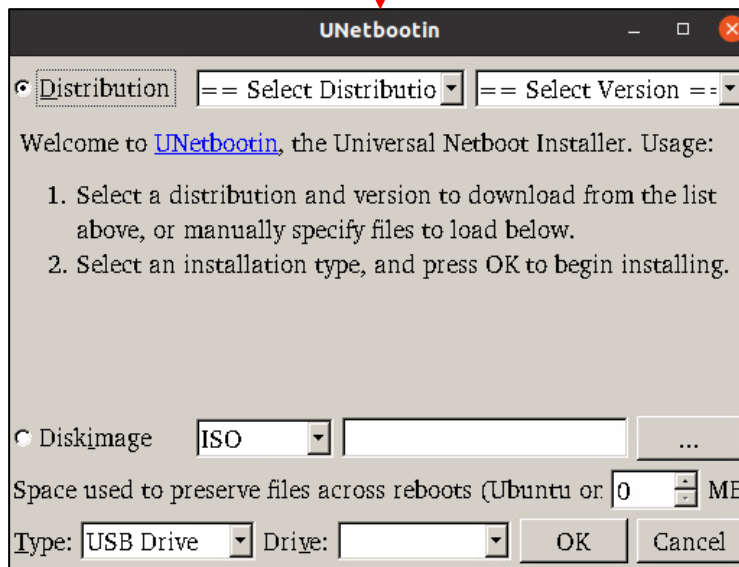 UNetbootin
Distribution == Select Distributio == Select Version ==
Welcome to UNetbootin, the Universal Netboot Installer. Usage:
1. Select a distribution and version to download from the list
above, or manually specify files to load below.
2. Select an installation type, and press OK to begin installing.
Diskimage ISO ...
Space used to preserve files across reboots (Ubuntu or 0 MB
Type: USB Drive Drive: OK Cancel